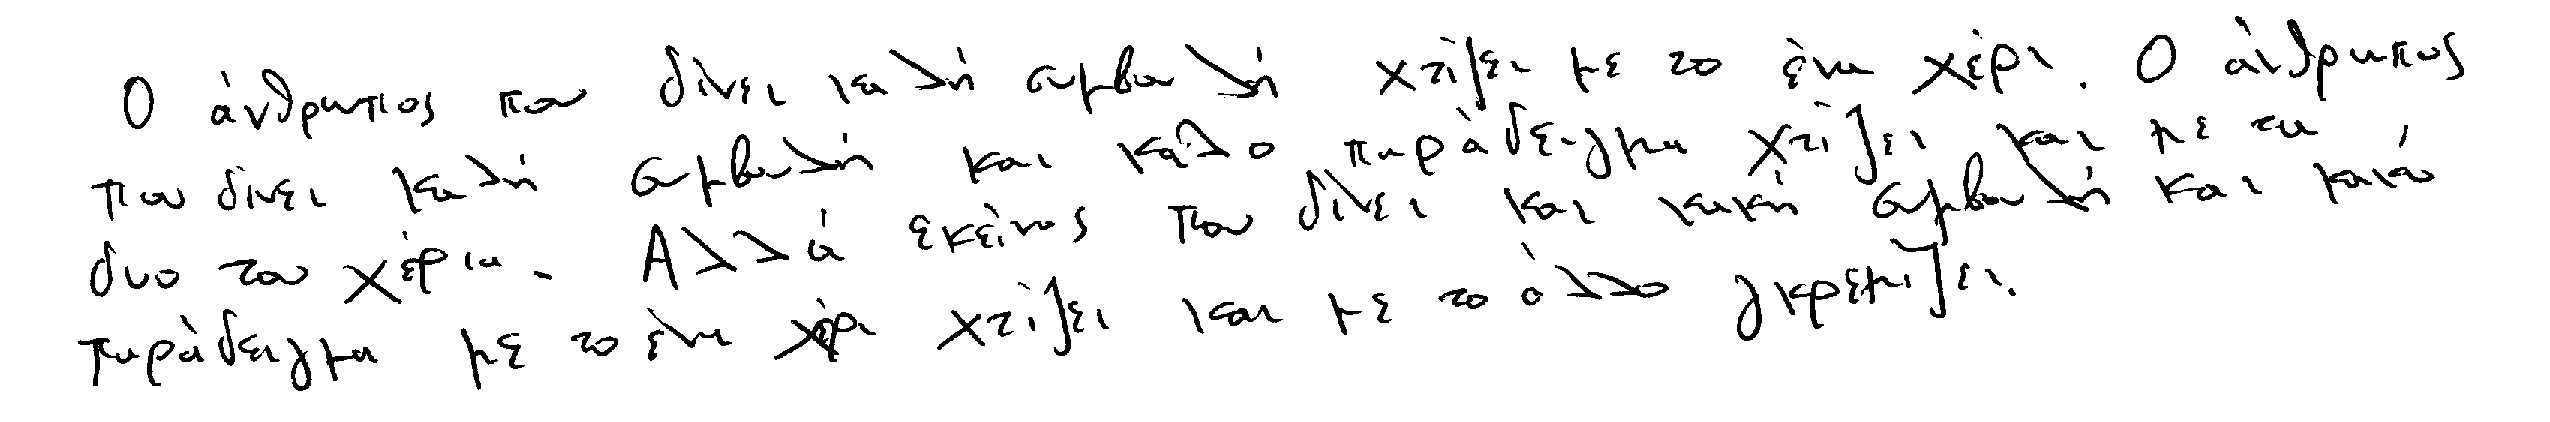 Ο άνθρωπος που δίνει καλή συμβουλή χτίζει με το ένα χέρι. Ο άνθρωπος
που δίνει καλή συμβουλή και καλό παράδειγμα χτίζει και με τα
δυο του χέρια. Αλλά εκείνος που δίνει και κακή συμβουλή και κακό
παράδειγμα με το ένα χέρι χτίζει και με το άλλο γκρεμίζει.